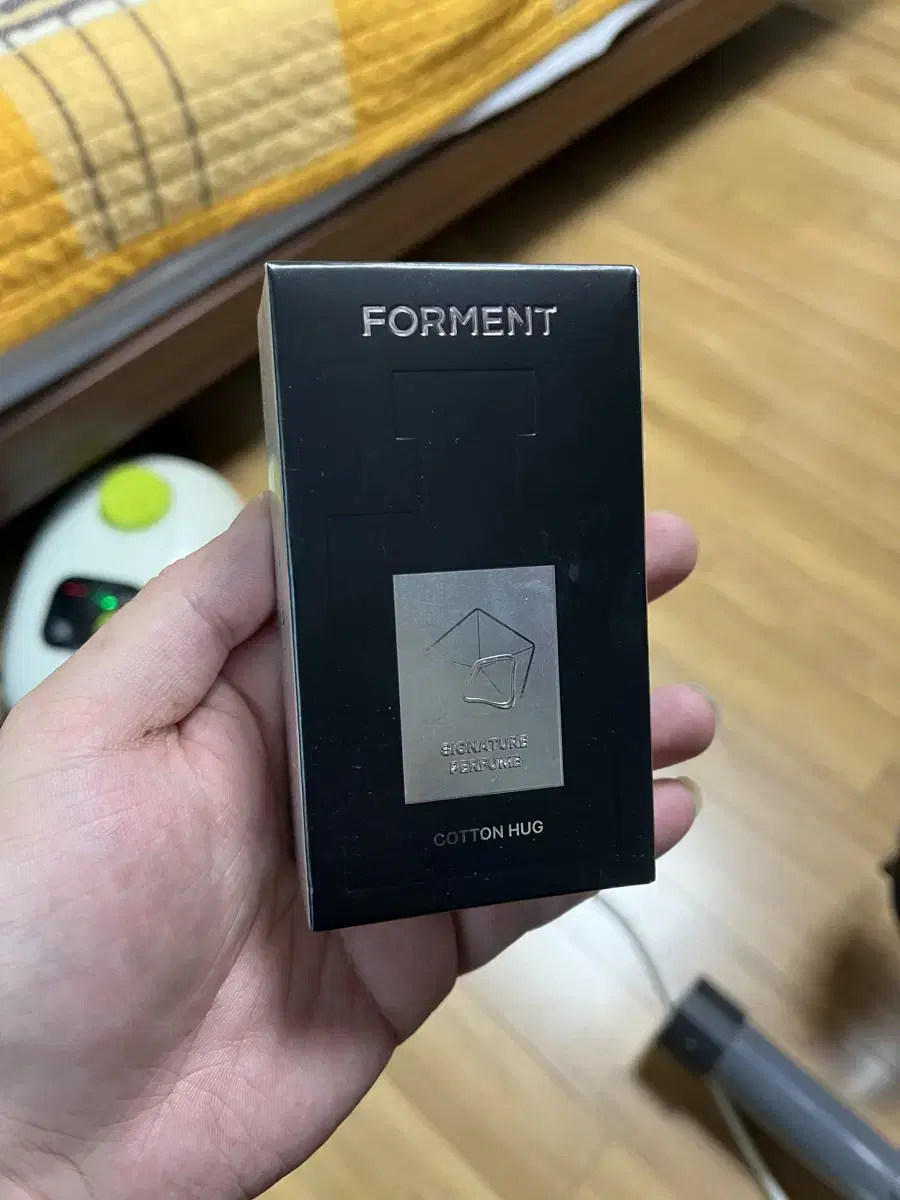 FORMENT
SIGNATURE
PERFUME
COTTON HUG